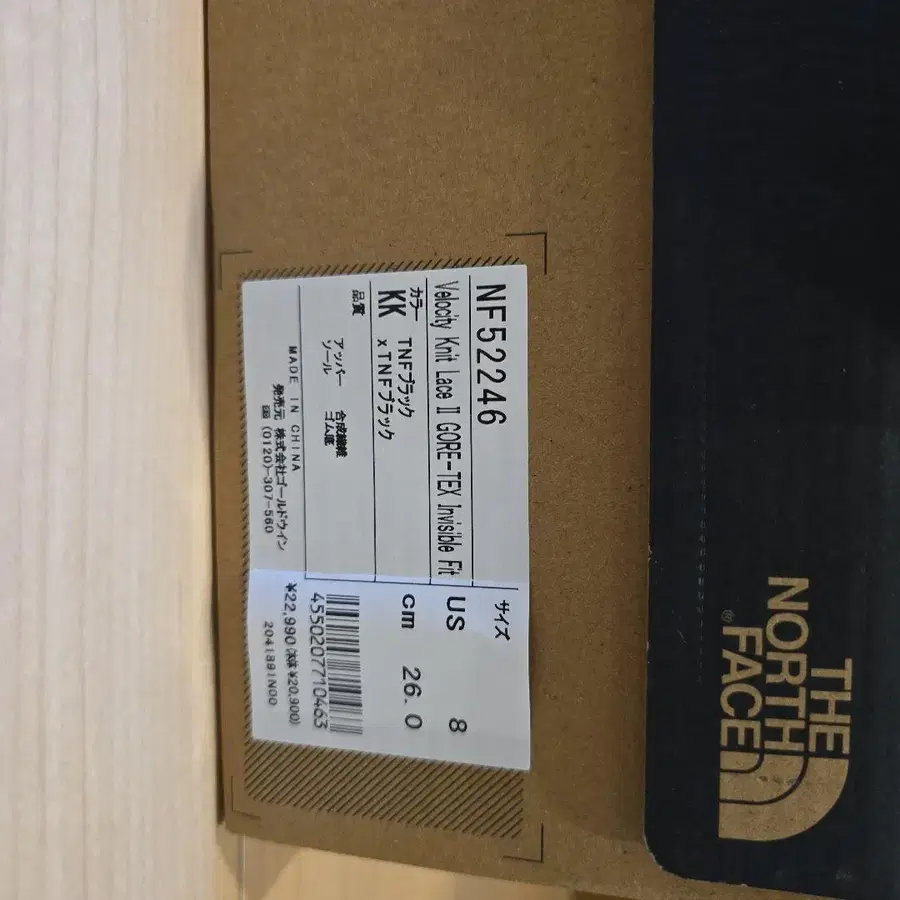 THE
NORTH
FACE®
NF52246
Velocity Knit Lace II GORE-TEX Invisible Fit
カラー TNFブラック
KK xTNFブラック
品質 アッパー 合成繊維
ソール ゴム底
MADE IN CHINA
発売元 株式会社ゴールドウイン
(0120)-307-560
サイズ
US 8
cm 26.0
4550207710463
¥22,990(本体¥20,900)
2041891N00